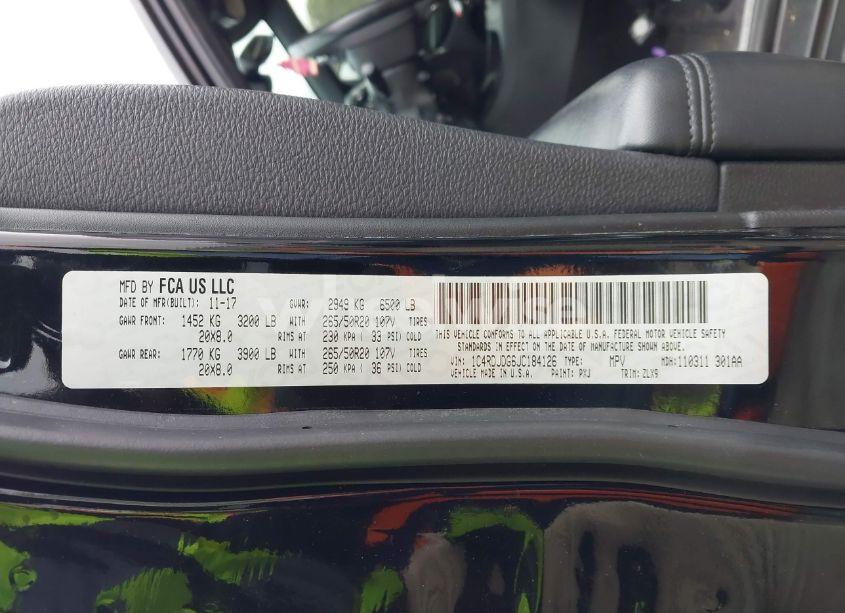 MFD BY FCA US LLC
DATE OF MFR(BUILT): 11-17 GVWR: 2949 KG 6500 LB
GAWR FRONT: 1452 KG 3200 LB WITH 265/50R20 107V TIRES
20X8.0 RIMS AT 230 KPA ( 33 PSI) COLD
GAWR REAR: 1770 KG 3900 LB WITH 265/50R20 107V TIRES
20X8.0 RIMS AT 250 KPA ( 36 PSI) COLD
THIS VEHICLE CONFORMS TO ALL APPLICABLE U.S.A. FEDERAL MOTOR VEHICLE SAFETY
STANDARDS IN EFFECT ON THE DATE OF MANUFACTURE SHOWN ABOVE.
VIN: 1C4RDJDG6JC184126 TYPE: MPV MDH:110311 301AA
VEHICLE MADE IN U.S.A. PAINT: PXJ TRIM: ZLX9